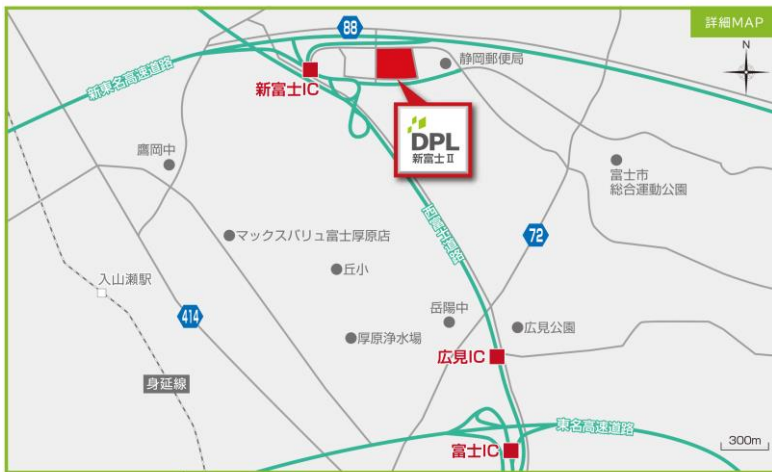 詳細MAP
N
88
新東名高速道路
静岡郵便局
新富士IC
DPL
新富士Ⅱ
鷹岡中
富士市
総合運動公園
西富士道路
マックスバリュ富士厚原店
72
丘小
入山瀬駅
岳陽中
414
広見公園
厚原浄水場
広見IC
身延線
東名高速道路
富士IC
300m